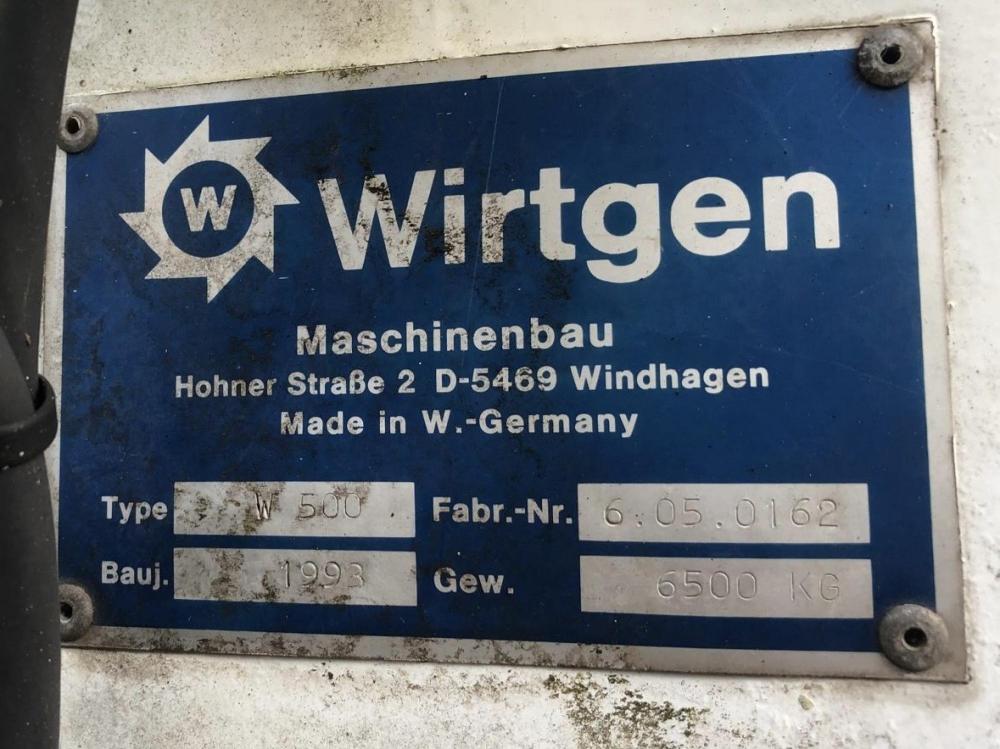 W Wirtgen
Maschinenbau
Hohner Straße 2 D-5469 Windhagen
Made in W.-Germany
Type W 500 Fabr.-Nr. 6.05.0162
Bauj. 1993 Gew. 6500 KG